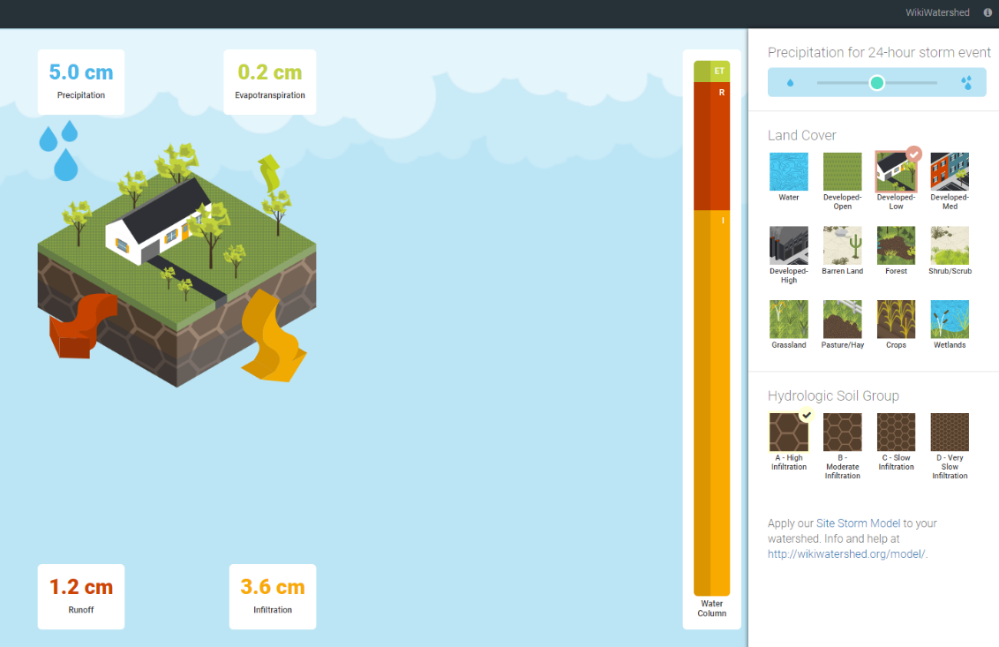 WikiWatershed
5.0 cm
Precipitation
0.2 cm
Evapotranspiration
ET
R
I
1.2 cm
Runoff
3.6 cm
Infiltration
Water
Column
Precipitation for 24-hour storm event
Land Cover
Water
Developed-
Open
Developed-
Low
Developed-
Med
Developed-
High
Barren Land
Forest
Shrub/Scrub
Grassland
Pasture/Hay
Crops
Wetlands
Hydrologic Soil Group
A - High
Infiltration
B -
Moderate
Infiltration
C - Slow
Infiltration
D - Very
Slow
Infiltration
Apply our Site Storm Model to your
watershed. Info and help at
http://wikiwatershed.org/model/.